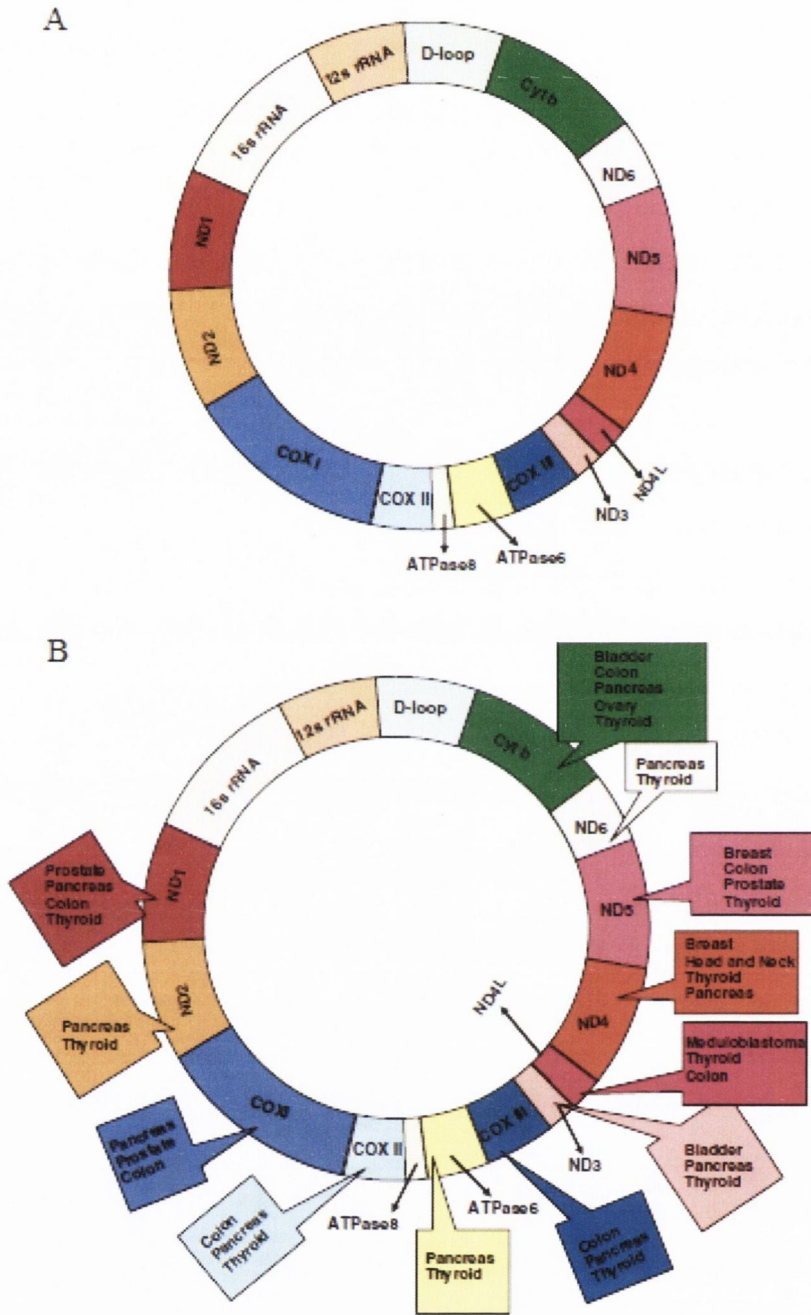 A
D-loop
Cyt b
ND6
ND5
ND4
ND4L
ND3
COX III
ATPase6
ATPase8
COX II
COX I
ND2
ND1
16s rRNA
12s rRNA
B
D-loop
Cyt b
Bladder
Colon
Pancreas
Ovary
Thyroid
ND6
Pancreas
Thyroid
ND5
Breast
Colon
Prostate
Thyroid
ND4
Breast
Head and Neck
Thyroid
Pancreas
ND4L
Meduloblastoma
Thyroid
Colon
ND3
Bladder
Pancreas
Thyroid
COX III
Colon
Pancreas
Thyroid
ATPase6
Pancreas
Thyroid
ATPase8
COX II
Colon
Pancreas
Thyroid
COXI
Pancreas
Prostate
Colon
ND2
Pancreas
Thyroid
ND1
Prostate
Pancreas
Colon
Thyroid
16s rRNA
12s rRNA